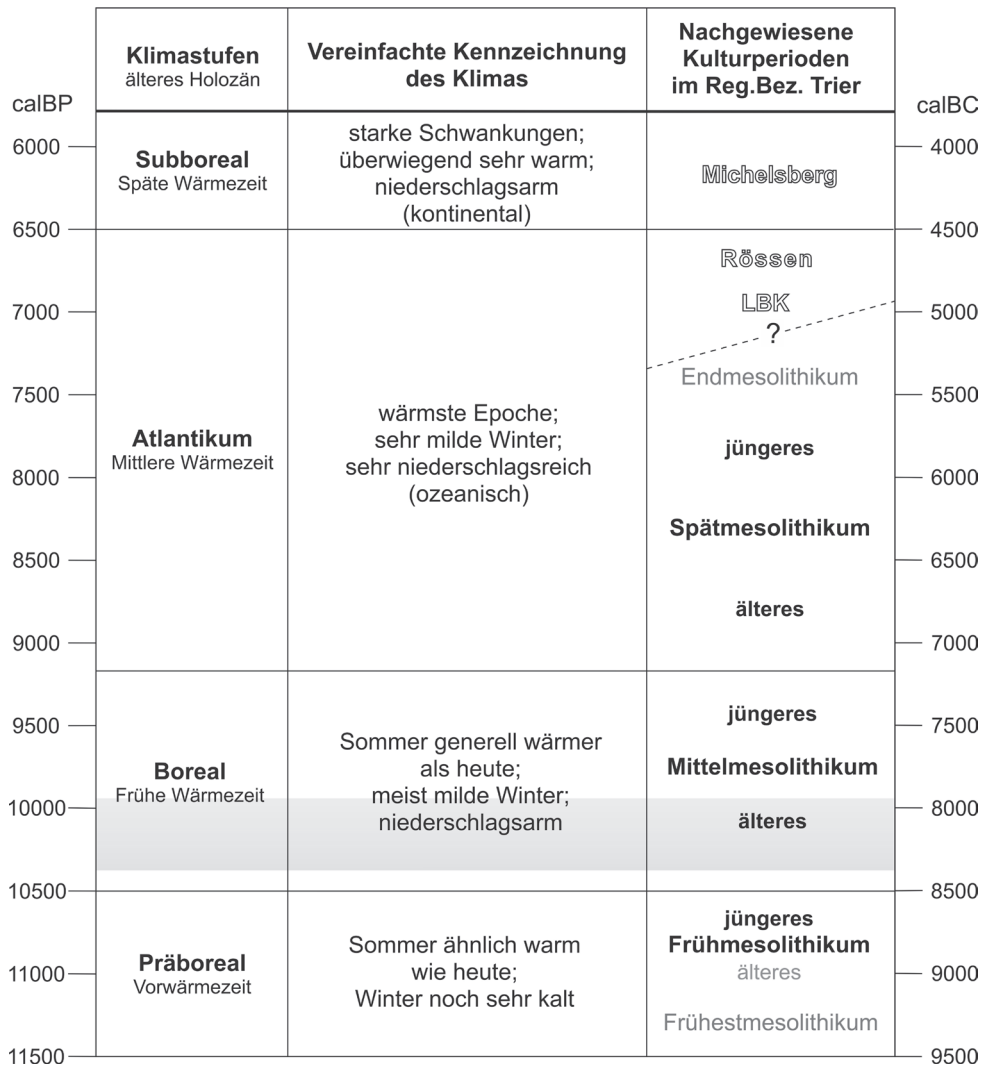 Klimastufen
älteres Holozän
Vereinfachte Kennzeichnung
des Klimas
Nachgewiesene
Kulturperioden
im Reg.Bez. Trier
calBP
calBC
6000
6500
7000
7500
8000
8500
9000
9500
10000
10500
11000
11500
Subboreal
Späte Wärmezeit
starke Schwankungen;
überwiegend sehr warm;
niederschlagsarm
(kontinental)
Michelsberg
Atlantikum
Mittlere Wärmezeit
wärmste Epoche;
sehr milde Winter;
sehr niederschlagsreich
(ozeanisch)
Rössen
LBK
?
Endmesolithikum
jüngeres
Spätmesolithikum
älteres
Boreal
Frühe Wärmezeit
Sommer generell wärmer
als heute;
meist milde Winter;
niederschlagsarm
jüngeres
Mittelmesolithikum
älteres
Präboreal
Vorwärmezeit
Sommer ähnlich warm
wie heute;
Winter noch sehr kalt
jüngeres
Frühmesolithikum
älteres
Frühestmesolithikum
4000
4500
5000
5500
6000
6500
7000
7500
8000
8500
9000
9500